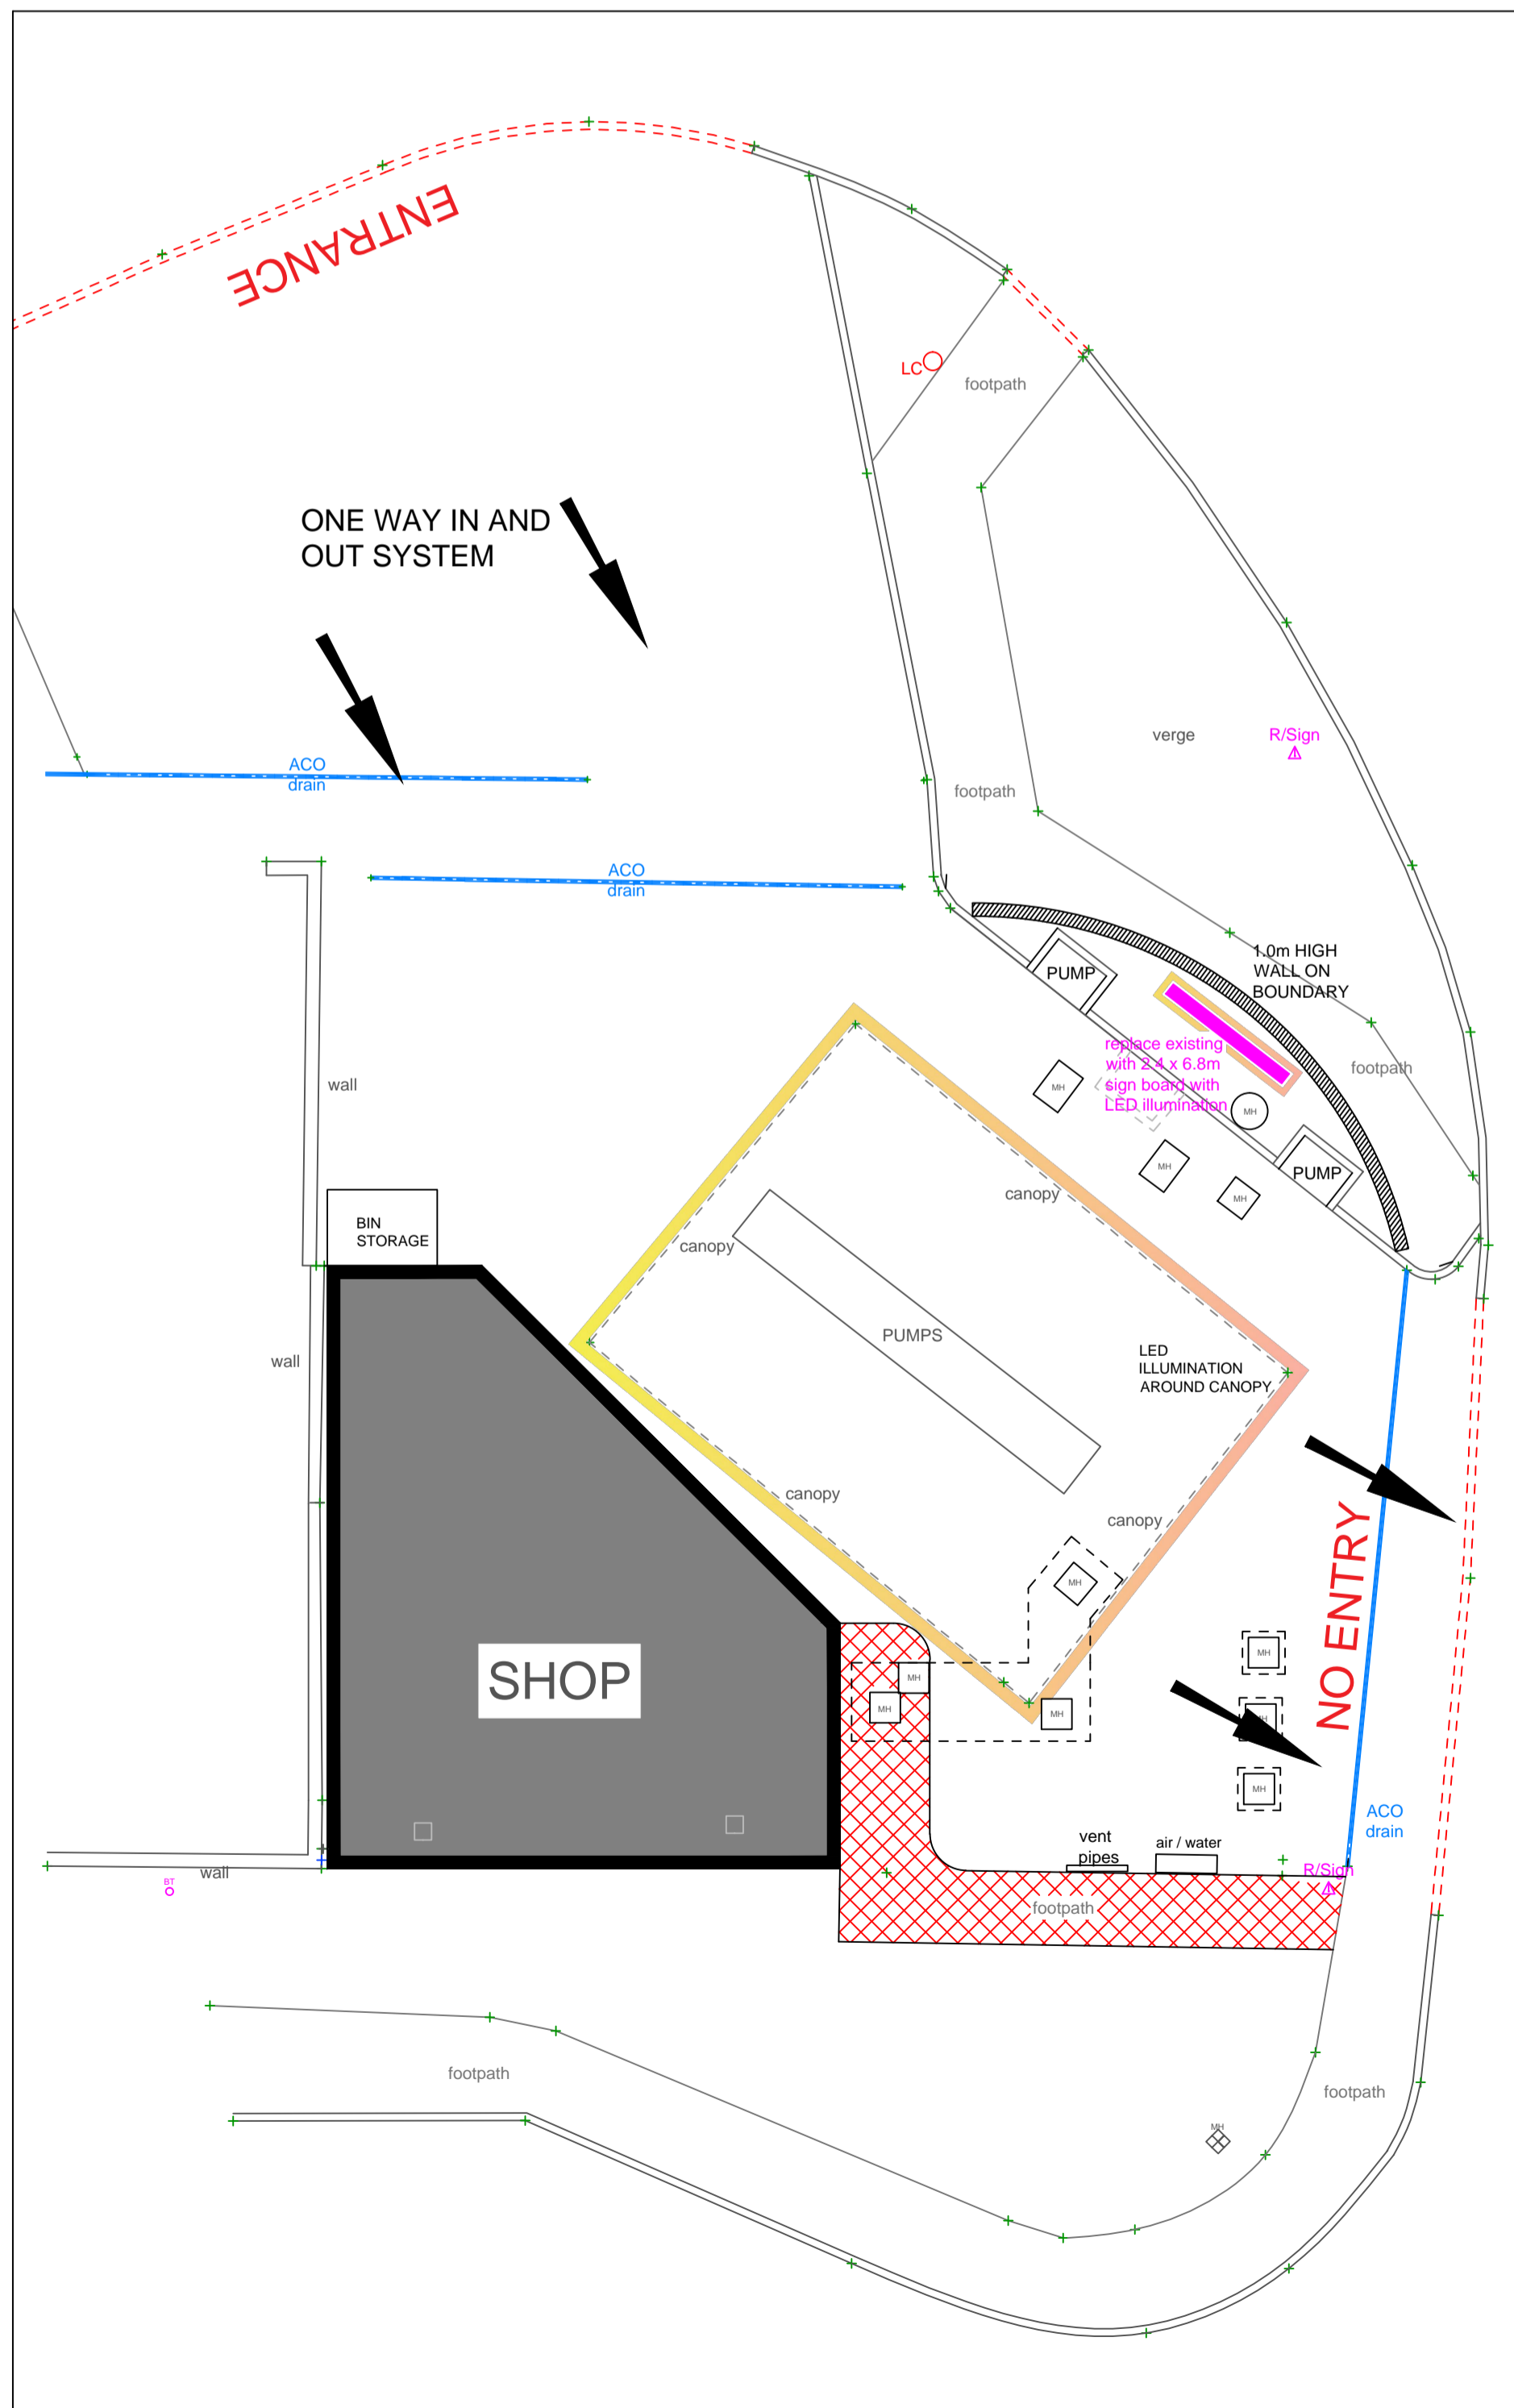 ENTRANCE
LC
footpath
ONE WAY IN AND
OUT SYSTEM
verge
R/Sign
ACO
drain
footpath
ACO
drain
1.0m HIGH
WALL ON
BOUNDARY
PUMP
replace existing
with 2.4 x 6.8m
sign board with
LED illumination
footpath
wall
MH
MH
MH
MH
PUMP
canopy
BIN
STORAGE
canopy
PUMPS
LED
ILLUMINATION
AROUND CANOPY
wall
canopy
canopy
NO ENTRY
MH
MH
SHOP
MH
MH
MH
MH
MH
ACO
drain
vent
pipes
air / water
wall
BT
R/Sign
footpath
footpath
footpath
MH